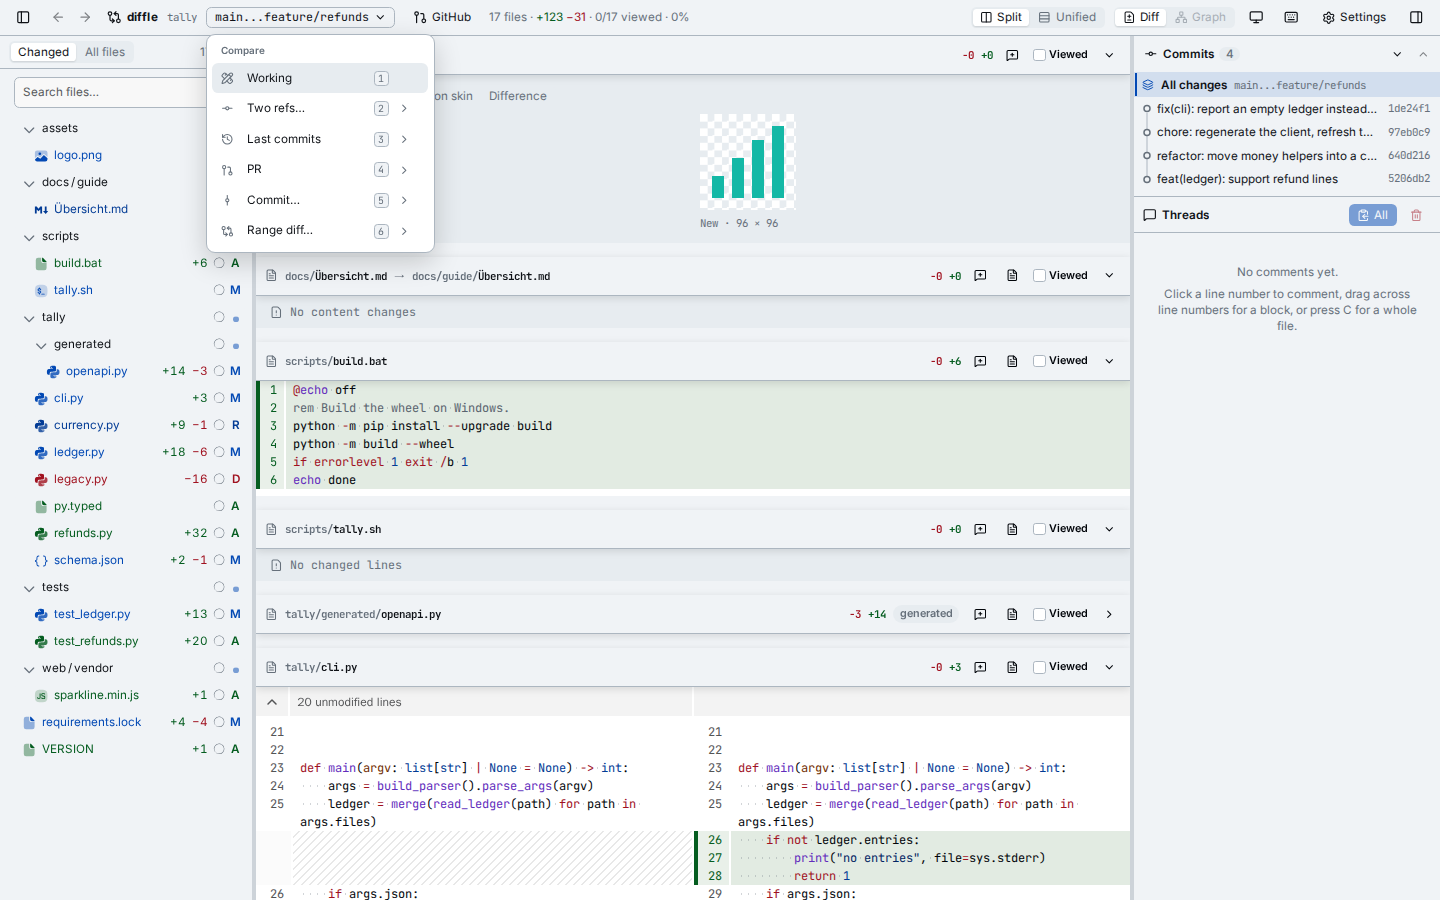 diffle tally main...feature/refunds GitHub 17 files · +123 −31 · 0/17 viewed · 0% Split Unified Diff Graph Settings
Changed All files
Search files...
assets
logo.png
docs/guide
Übersicht.md
scripts
build.bat +6 A
tally.sh M
tally
generated
openapi.py +14 −3 M
cli.py +3 M
currency.py +9 −1 R
ledger.py +18 −6 M
legacy.py −16 D
py.typed A
refunds.py +32 A
schema.json +2 −1 M
tests
test_ledger.py +13 M
test_refunds.py +20 A
web/vendor
sparkline.min.js +1 A
requirements.lock +4 −4 M
VERSION +1 A
Compare
Working 1
Two refs... 2
Last commits 3
PR 4
Commit... 5
Range diff... 6
-0 +0 Viewed
on skin Difference
New · 96 × 96
docs/Übersicht.md → docs/guide/Übersicht.md -0 +0 Viewed
No content changes
scripts/build.bat -0 +6 Viewed
1 @echo off
2 rem Build the wheel on Windows.
3 python -m pip install --upgrade build
4 python -m build --wheel
5 if errorlevel 1 exit /b 1
6 echo done
scripts/tally.sh -0 +0 Viewed
No changed lines
tally/generated/openapi.py -3 +14 generated Viewed
tally/cli.py -0 +3 Viewed
20 unmodified lines
21
22
23 def main(argv: list[str] | None = None) -> int:
24 args = build_parser().parse_args(argv)
25 ledger = merge(read_ledger(path) for path in
args.files)
26 if args.json:
21
22
23 def main(argv: list[str] | None = None) -> int:
24 args = build_parser().parse_args(argv)
25 ledger = merge(read_ledger(path) for path in
args.files)
26 if not ledger.entries:
27 print("no entries", file=sys.stderr)
28 return 1
29 if args.json:
Commits 4
All changes main...feature/refunds
fix(cli): report an empty ledger instead... 1de24f1
chore: regenerate the client, refresh t... 97eb0c9
refactor: move money helpers into a c... 640d216
feat(ledger): support refund lines 5206db2
Threads All
No comments yet.
Click a line number to comment, drag across
line numbers for a block, or press C for a whole
file.